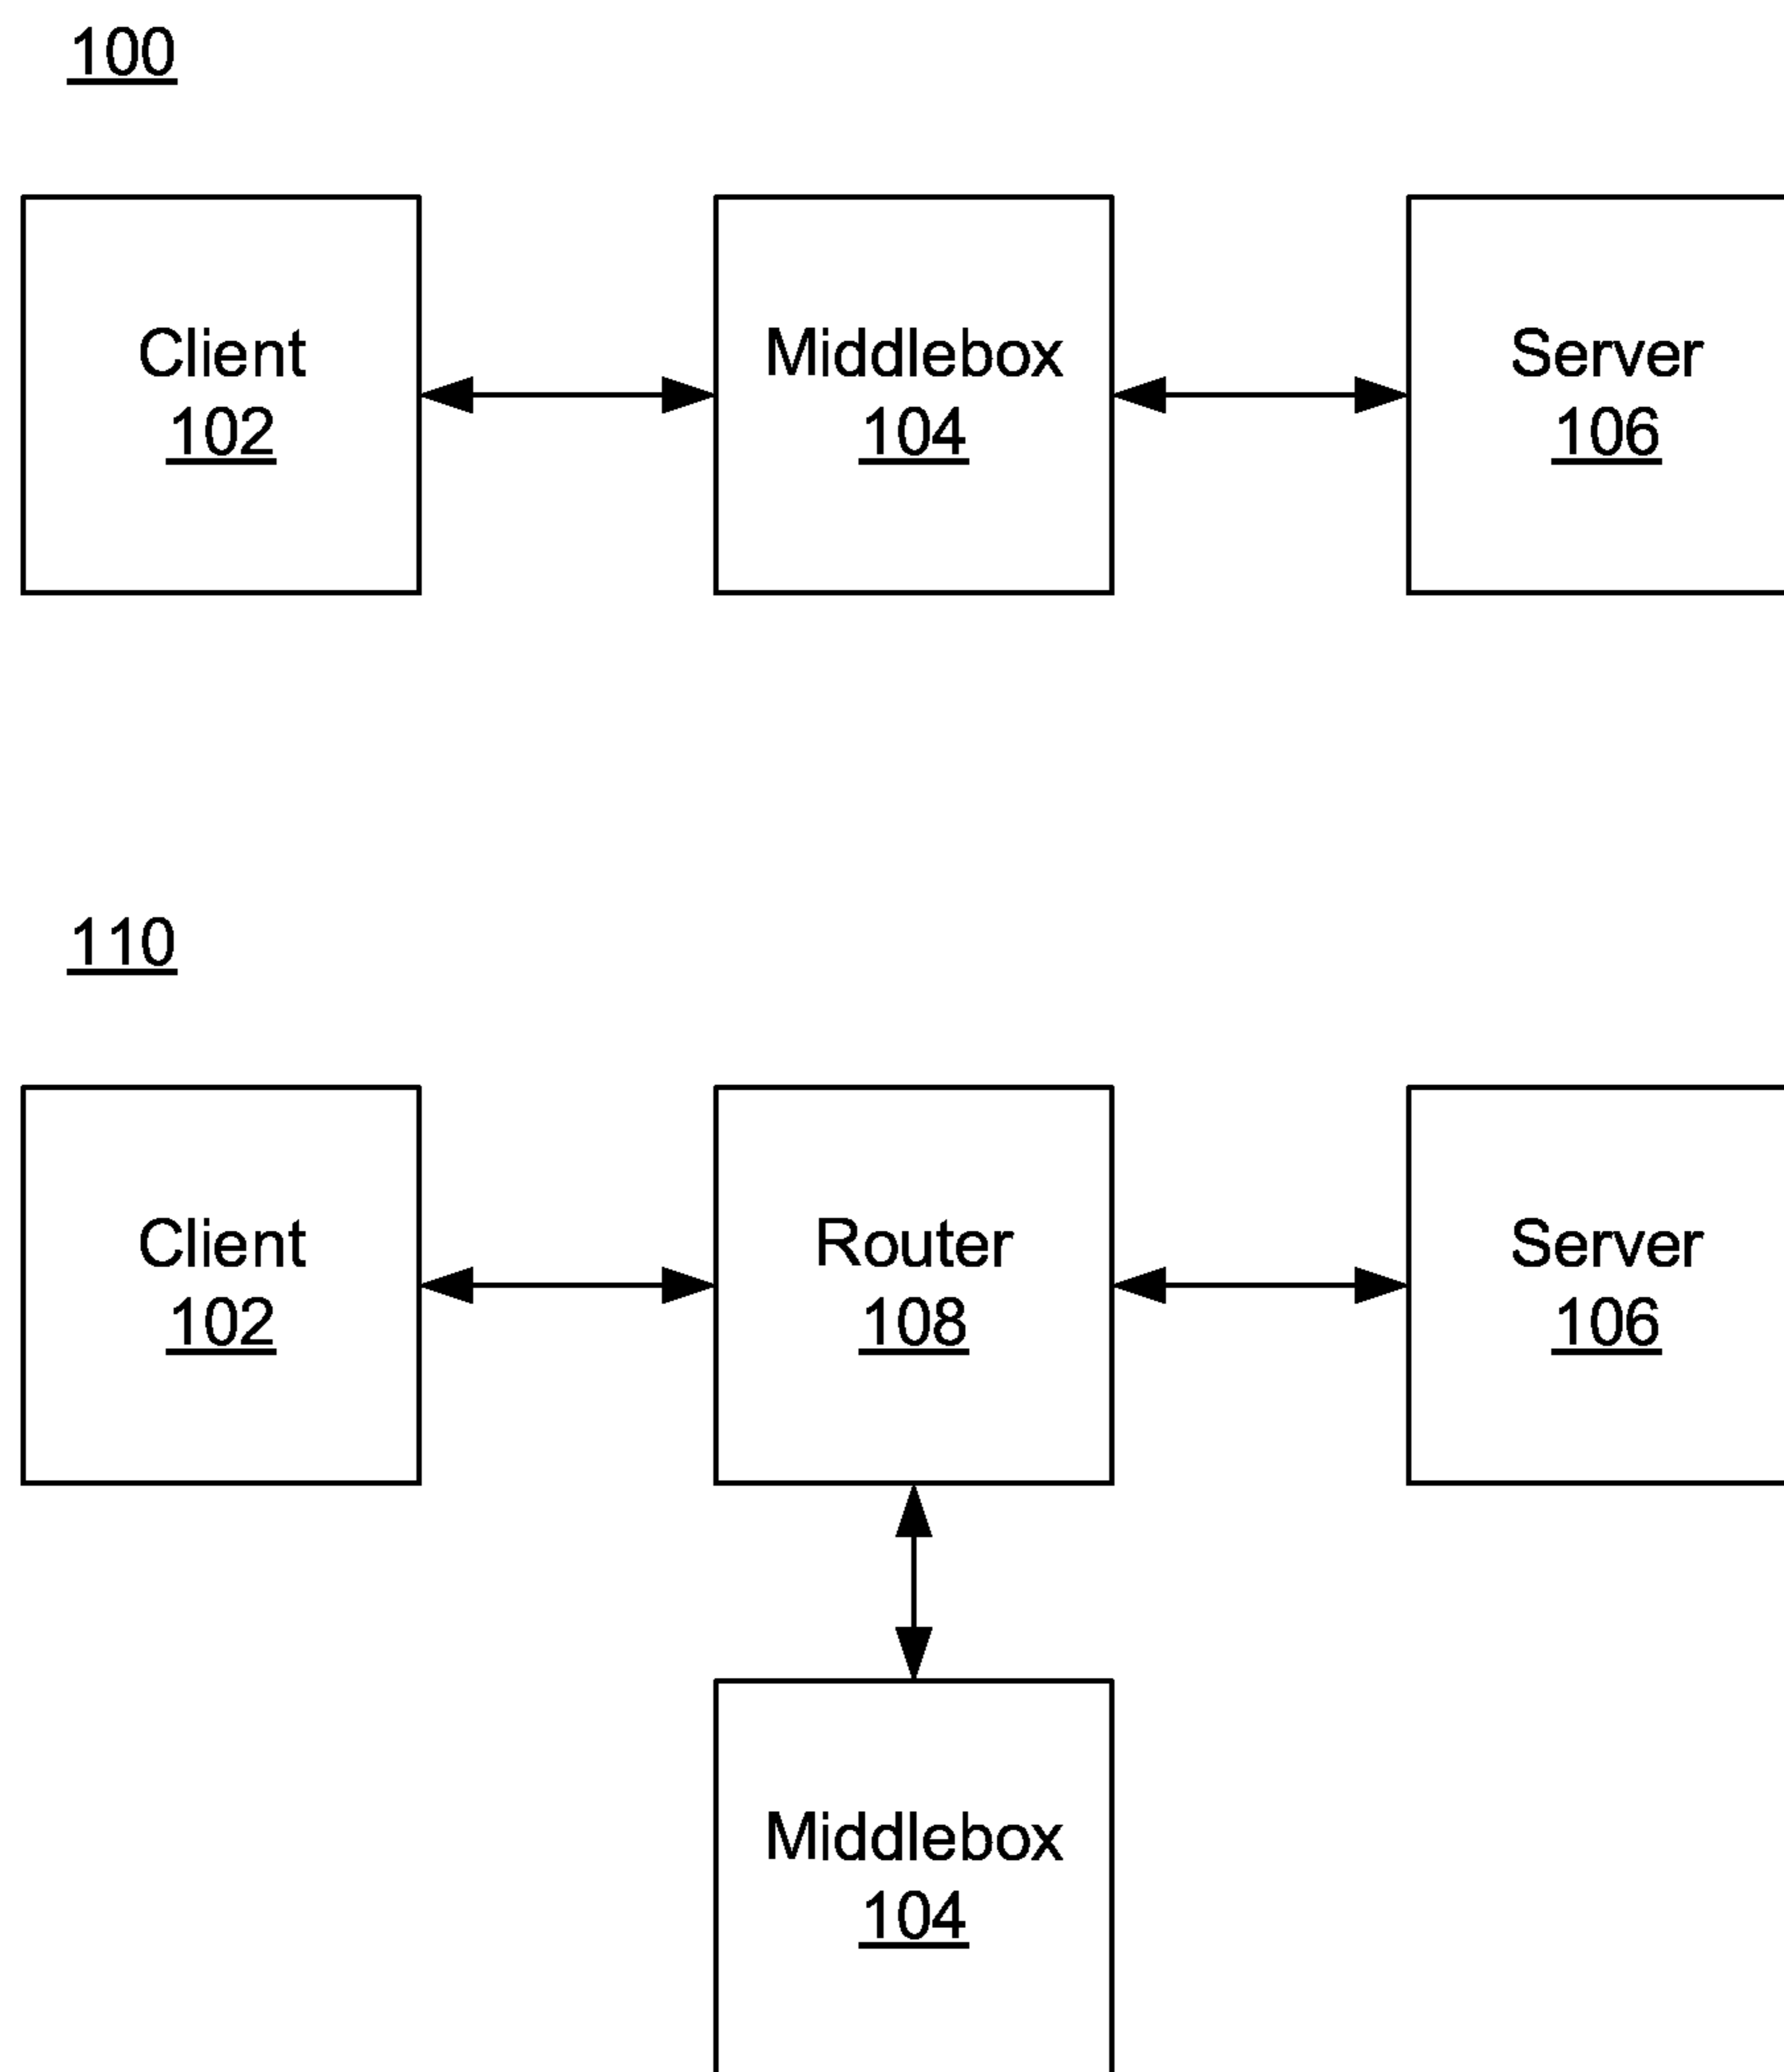 100
Client Middlebox Server
102 104 106
110
Client Router Server
102 108 106
Middlebox
104